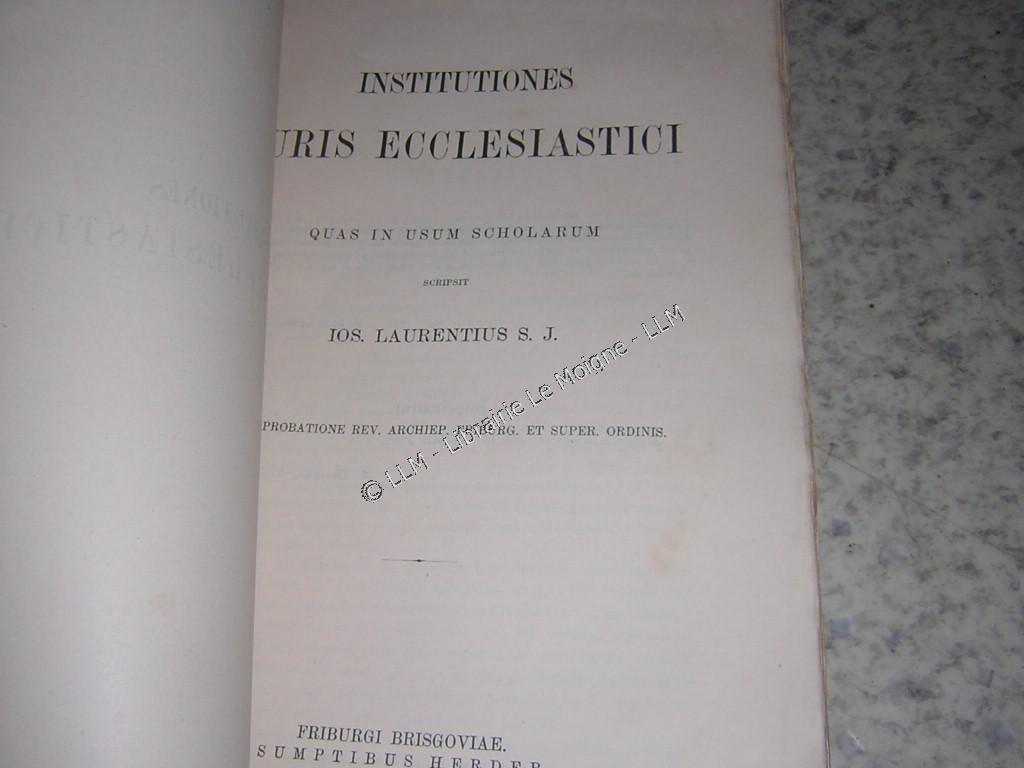 INSTITUTIONES
URIS ECCLESIASTICI
QUAS IN USUM SCHOLARUM
SCRIPSIT
IOS. LAURENTIUS S. J.
© LLM - Librairie Le Moigne - LLM
PROBATIONE REV. ARCHIEP. FRIBURG. ET SUPER. ORDINIS.
FRIBURGI BRISGOVIAE.
SUMPTIBUS HERDER